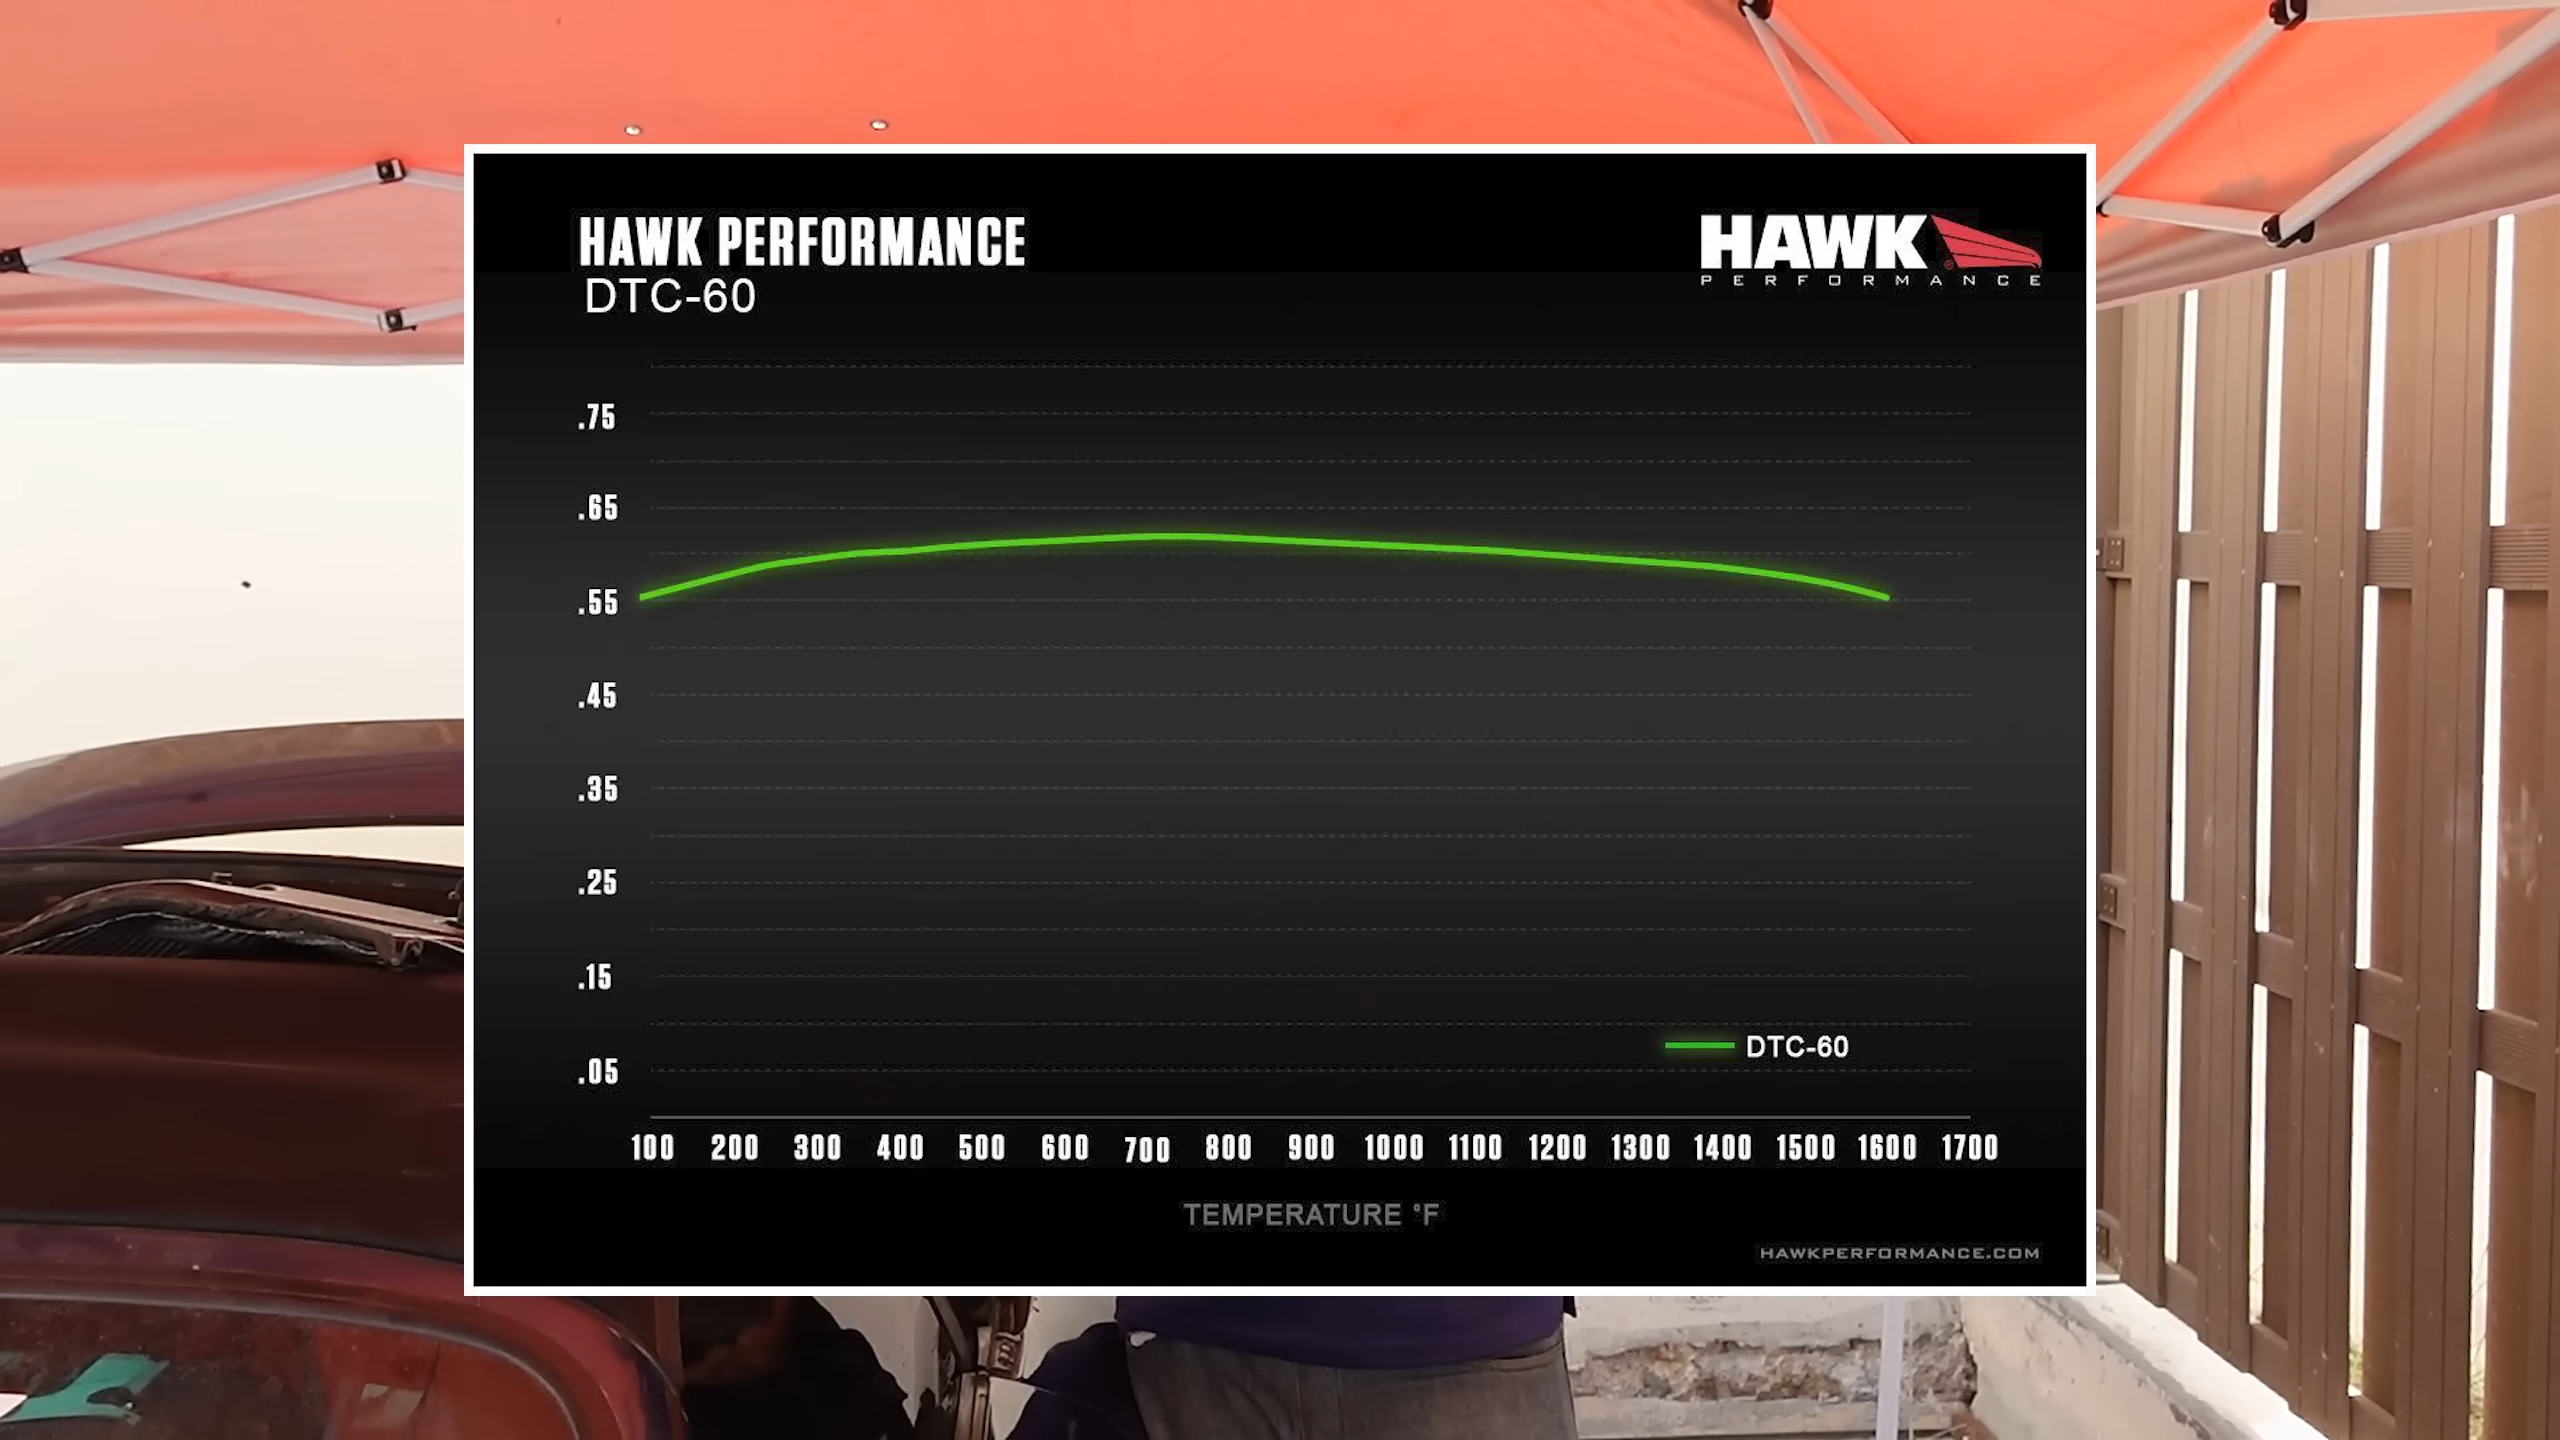 HAWK PERFORMANCE
DTC-60
HAWK
PERFORMANCE
.75
.65
.55
.45
.35
.25
.15
.05
DTC-60
100 200 300 400 500 600 700 800 900 1000 1100 1200 1300 1400 1500 1600 1700
TEMPERATURE °F
HAWKPERFORMANCE.COM